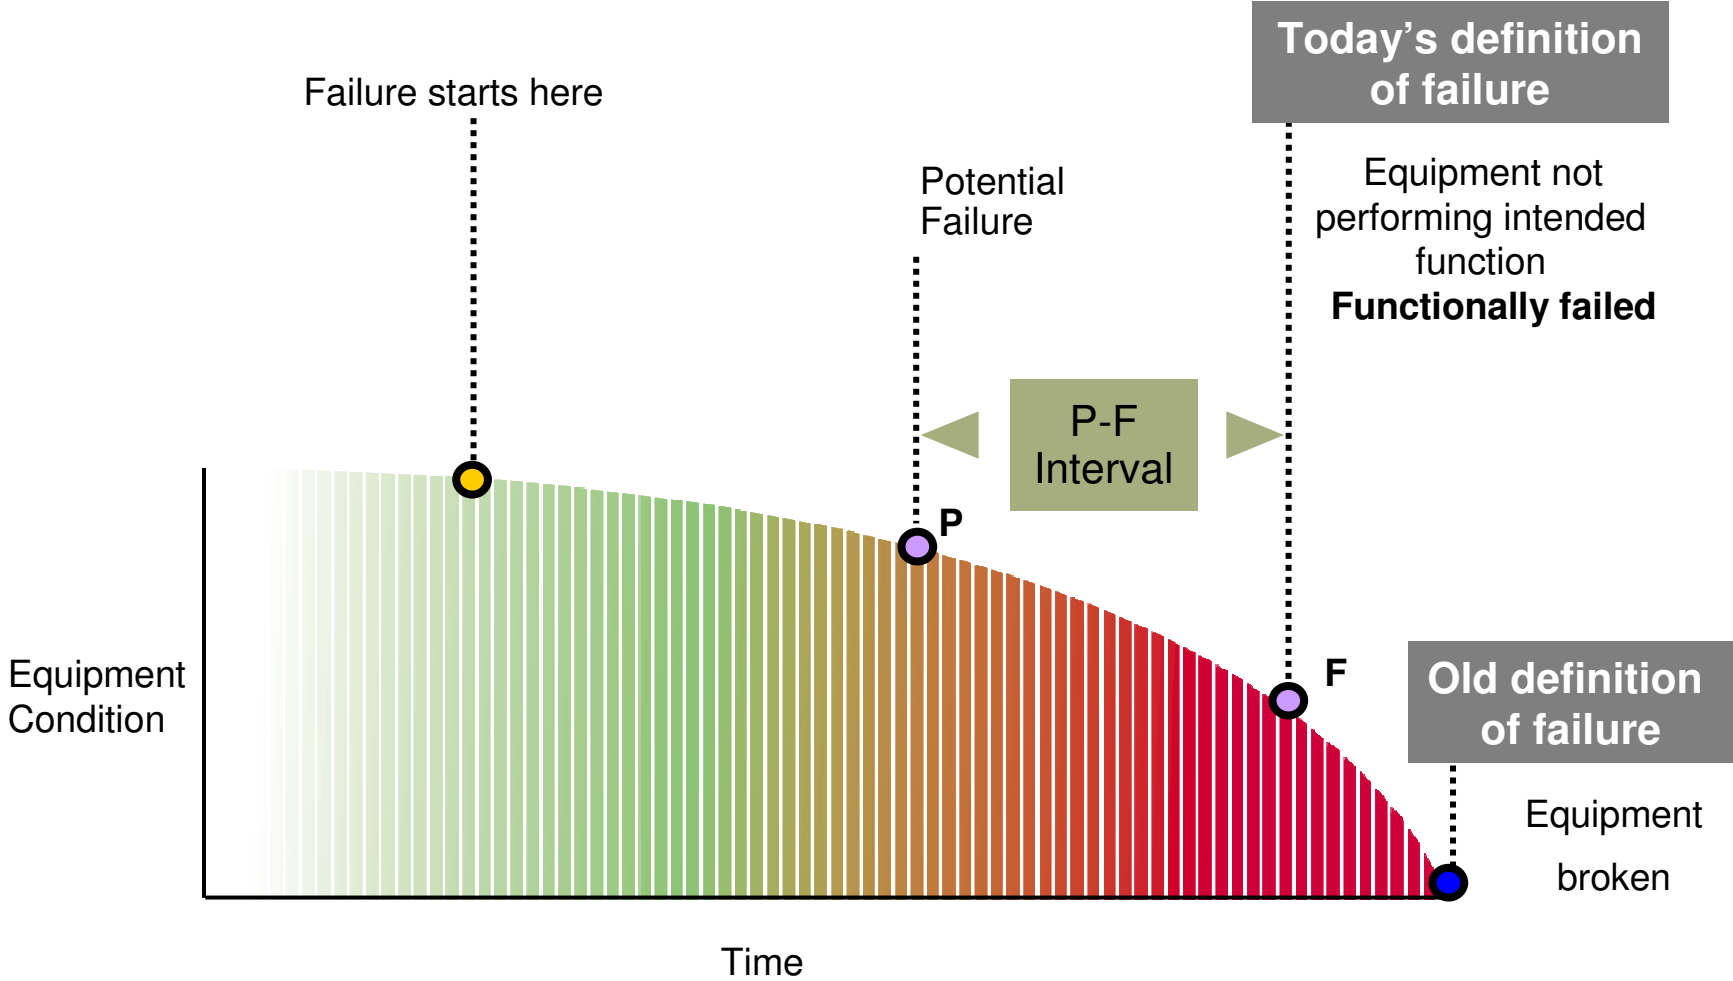 Today’s definition
of failure
Failure starts here
Potential
Failure
Equipment not
performing intended
function
Functionally failed
P-F
Interval
P
F
Equipment
Condition
Old definition
of failure
Equipment
broken
Time